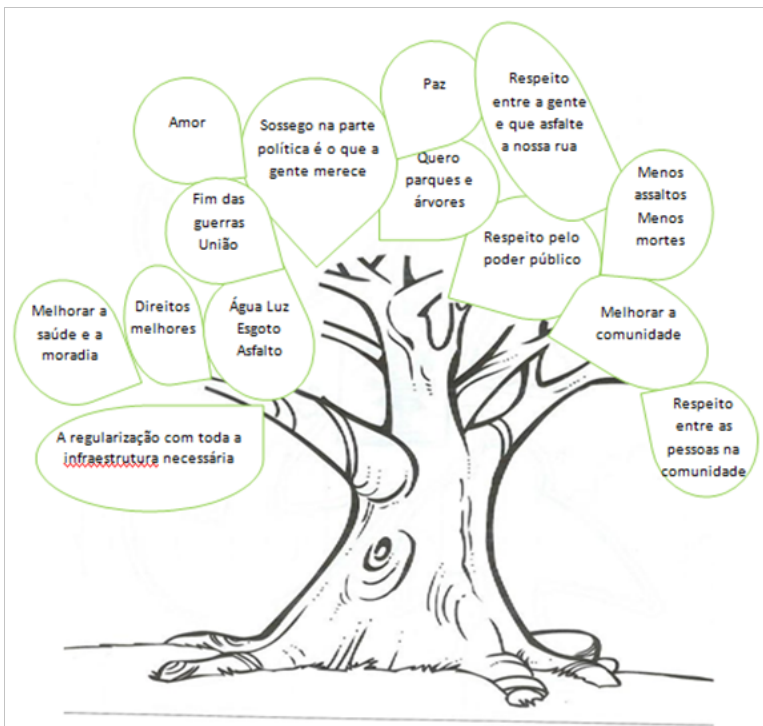 Amor
Sossego na parte
política é o que a
gente merece
Paz
Respeito
entre a gente
e que asfalte
a nossa rua
Quero
parques e
árvores
Fim das
guerras
União
Menos
assaltos
Menos
mortes
Respeito pelo
poder público
Melhorar a
saúde e a
moradia
Direitos
melhores
Água Luz
Esgoto
Asfalto
Melhorar a
comunidade
A regularização com toda a
infraestrutura necessária
Respeito
entre as
pessoas na
comunidade